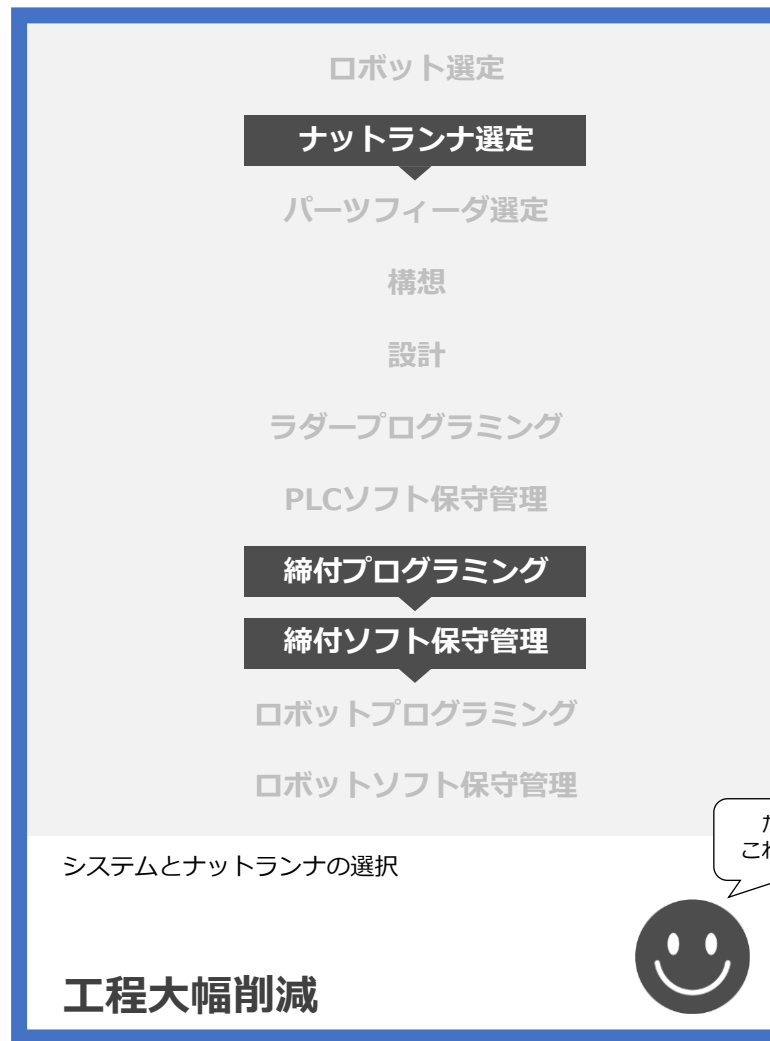 ロボット選定
ナットランナ選定
パーツフィーダ選定
構想
設計
ラダープログラミング
PLCソフト保守管理
締付プログラミング
締付ソフト保守管理
ロボットプログラミング
ロボットソフト保守管理
これ
システムとナットランナの選択
工程大幅削減